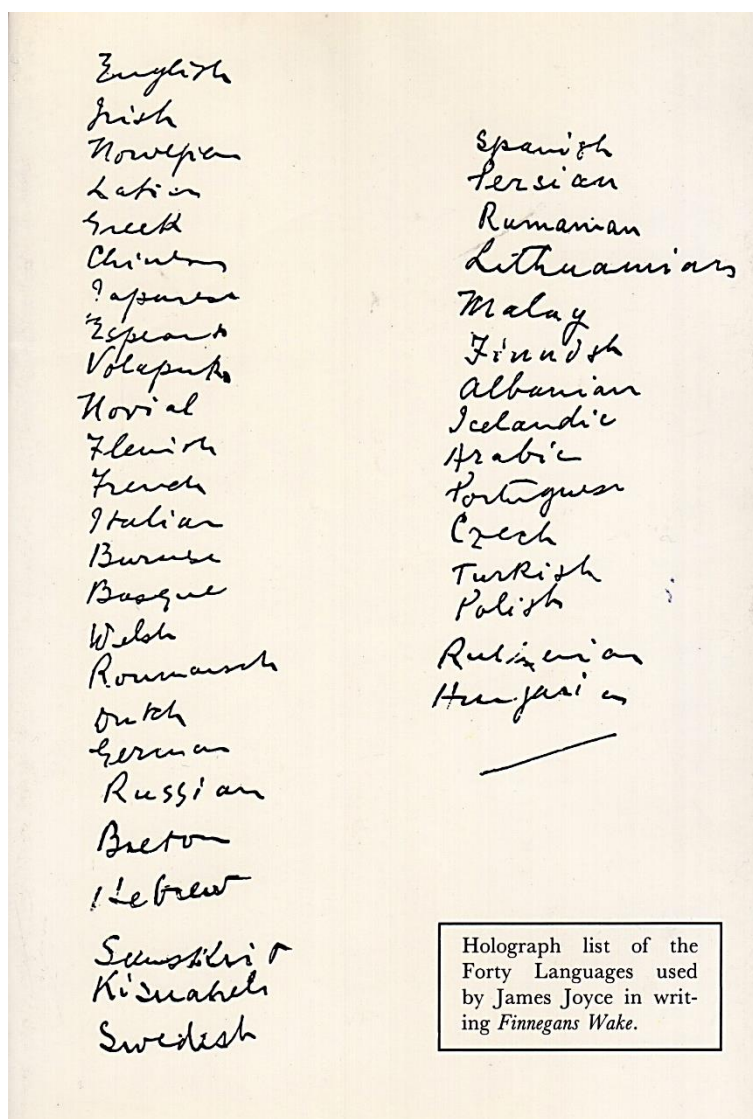 English
Irish
Norwegian
Latin
Greek
Chinese
Japanese
Esperanto
Volapuk
Novial
Flemish
French
Italian
Burmese
Basque
Welsh
Roumansch
Dutch
German
Russian
Breton
Hebrew
Sanskrit
Kisuaheli
Swedish
Spanish
Persian
Rumanian
Lithuanian
Malay
Finnish
Albanian
Icelandic
Arabic
Portuguese
Czech
Turkish
Polish
Ruthenian
Hungarian
Holograph list of the
Forty Languages used
by James Joyce in writ-
ing Finnegans Wake.